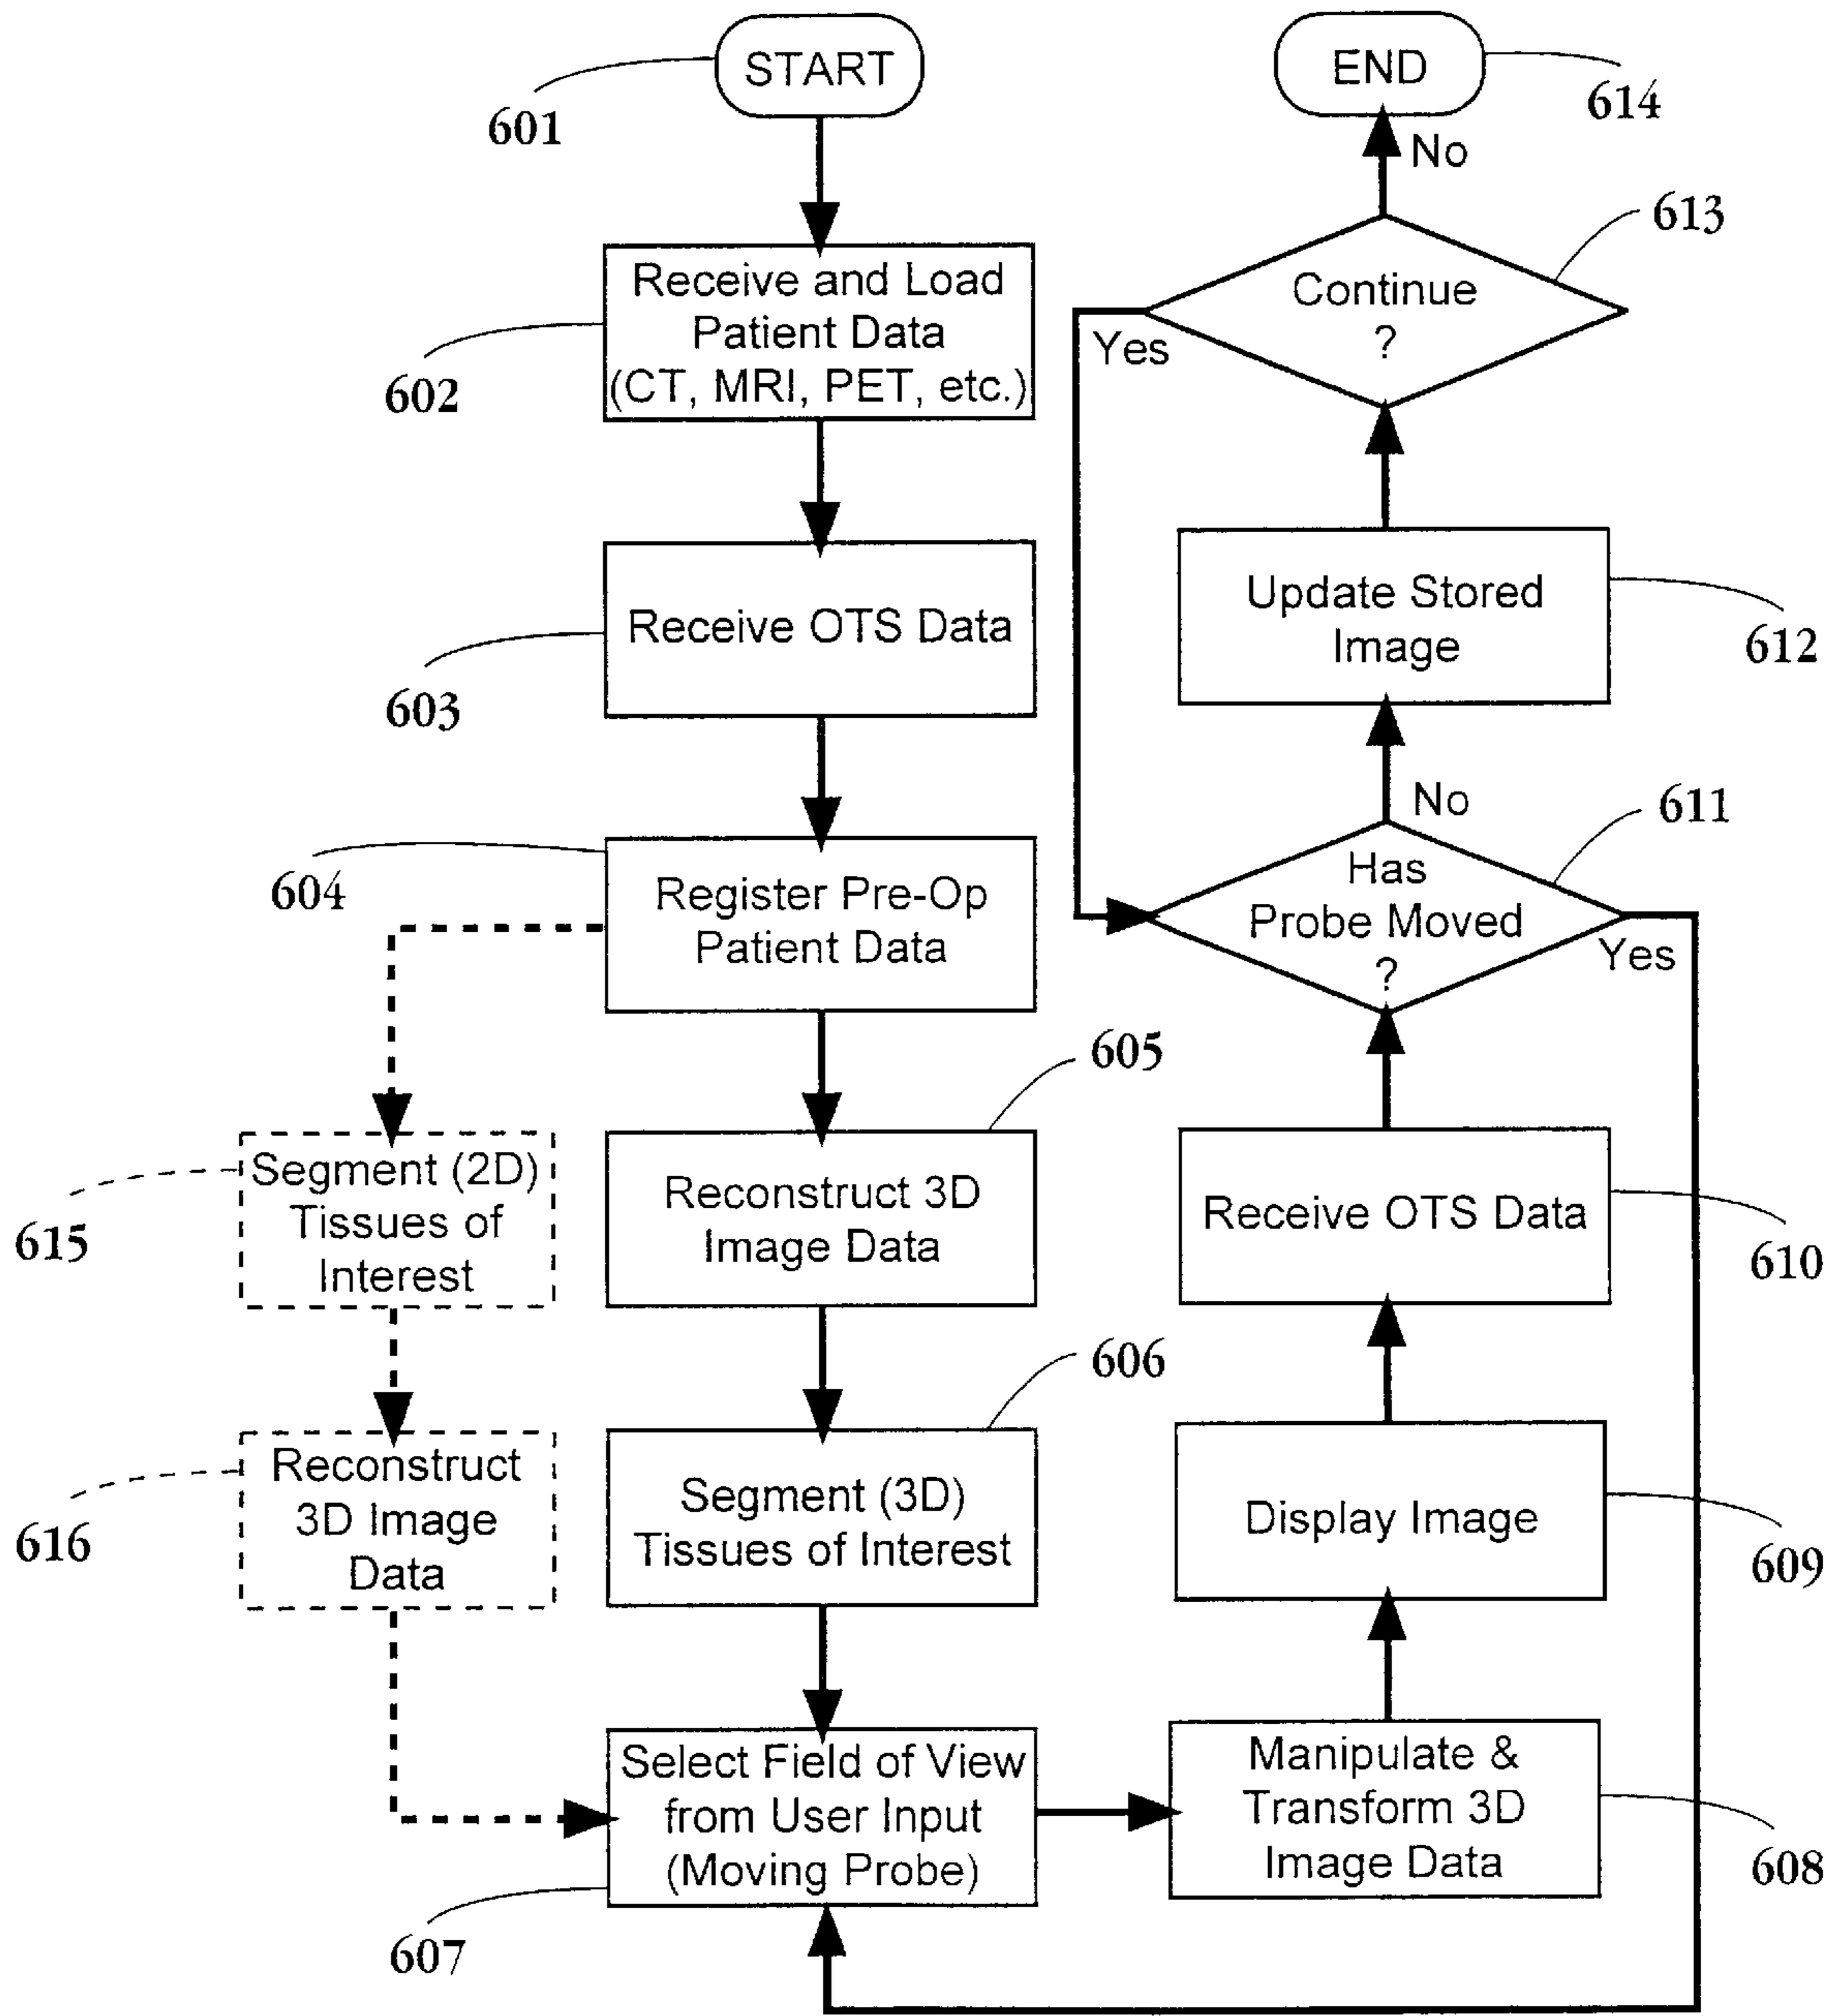 START
601
Receive and Load
Patient Data
(CT, MRI, PET, etc.)
602
Receive OTS Data
603
Register Pre-Op
Patient Data
604
Reconstruct 3D
Image Data
605
Segment (3D)
Tissues of Interest
606
Segment (2D)
Tissues of
Interest
615
Reconstruct
3D Image
Data
616
Select Field of View
from User Input
(Moving Probe)
607
Manipulate &
Transform 3D
Image Data
608
Display Image
609
Receive OTS Data
610
Has
Probe Moved
?
611
Yes
No
Update Stored
Image
612
Continue
?
613
Yes
No
END
614